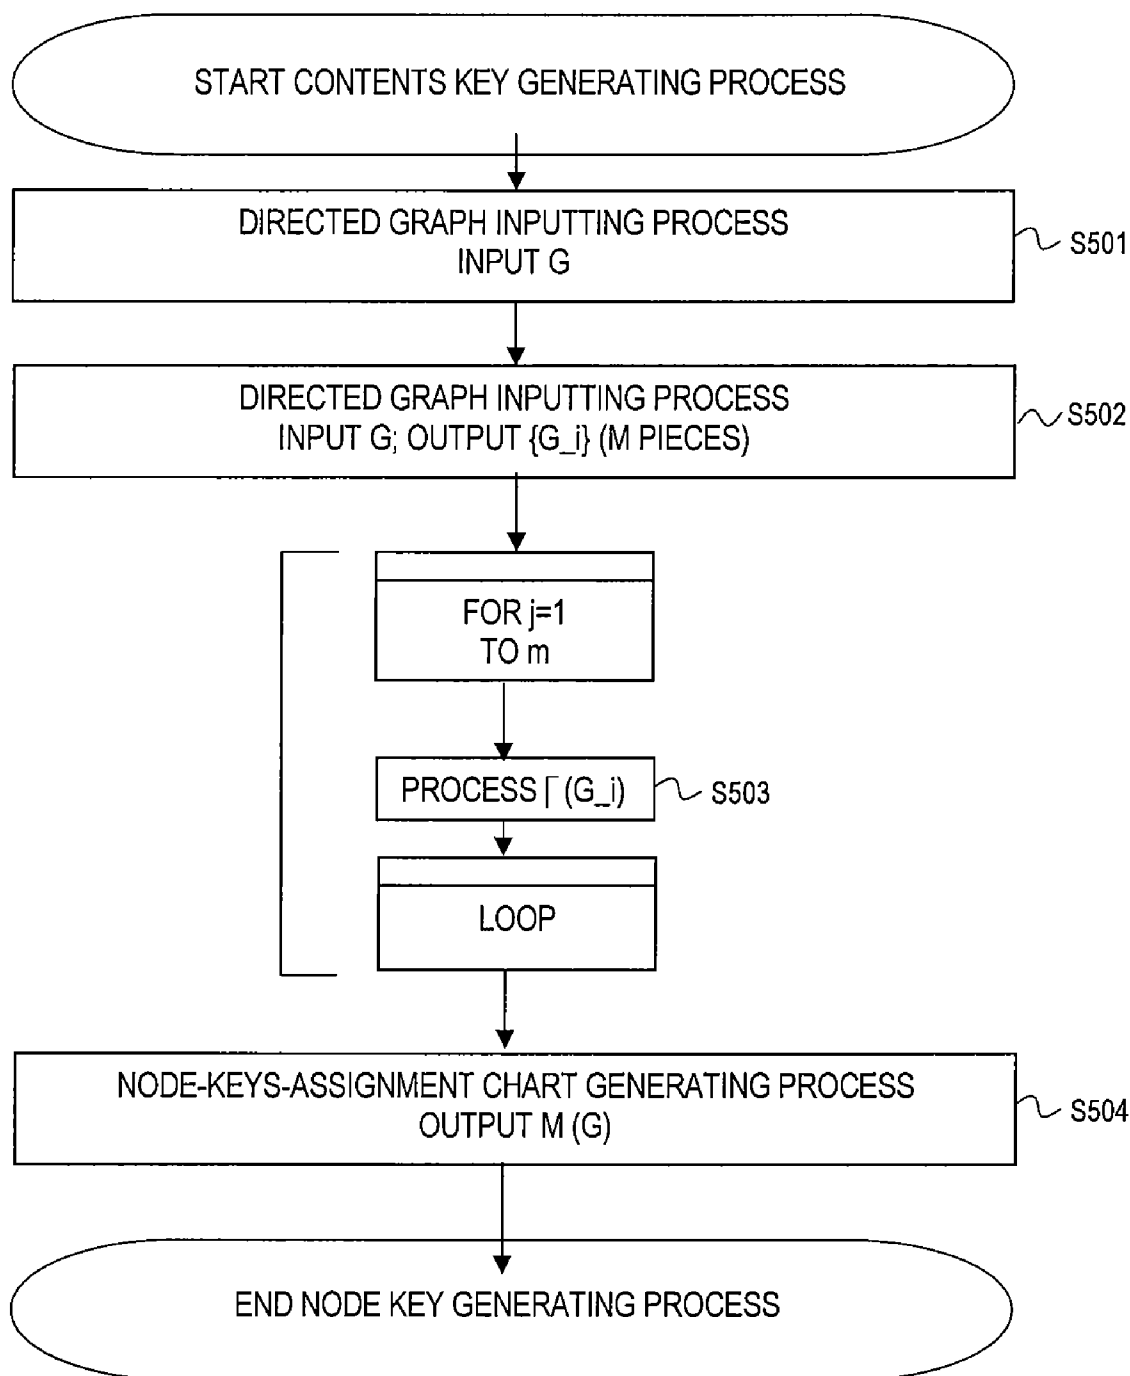 START CONTENTS KEY GENERATING PROCESS
DIRECTED GRAPH INPUTTING PROCESS
INPUT G
S501
DIRECTED GRAPH INPUTTING PROCESS
INPUT G; OUTPUT {G_i} (M PIECES)
S502
FOR j=1
TO m
PROCESS Γ (G_i)
S503
LOOP
NODE-KEYS-ASSIGNMENT CHART GENERATING PROCESS
OUTPUT M (G)
S504
END NODE KEY GENERATING PROCESS